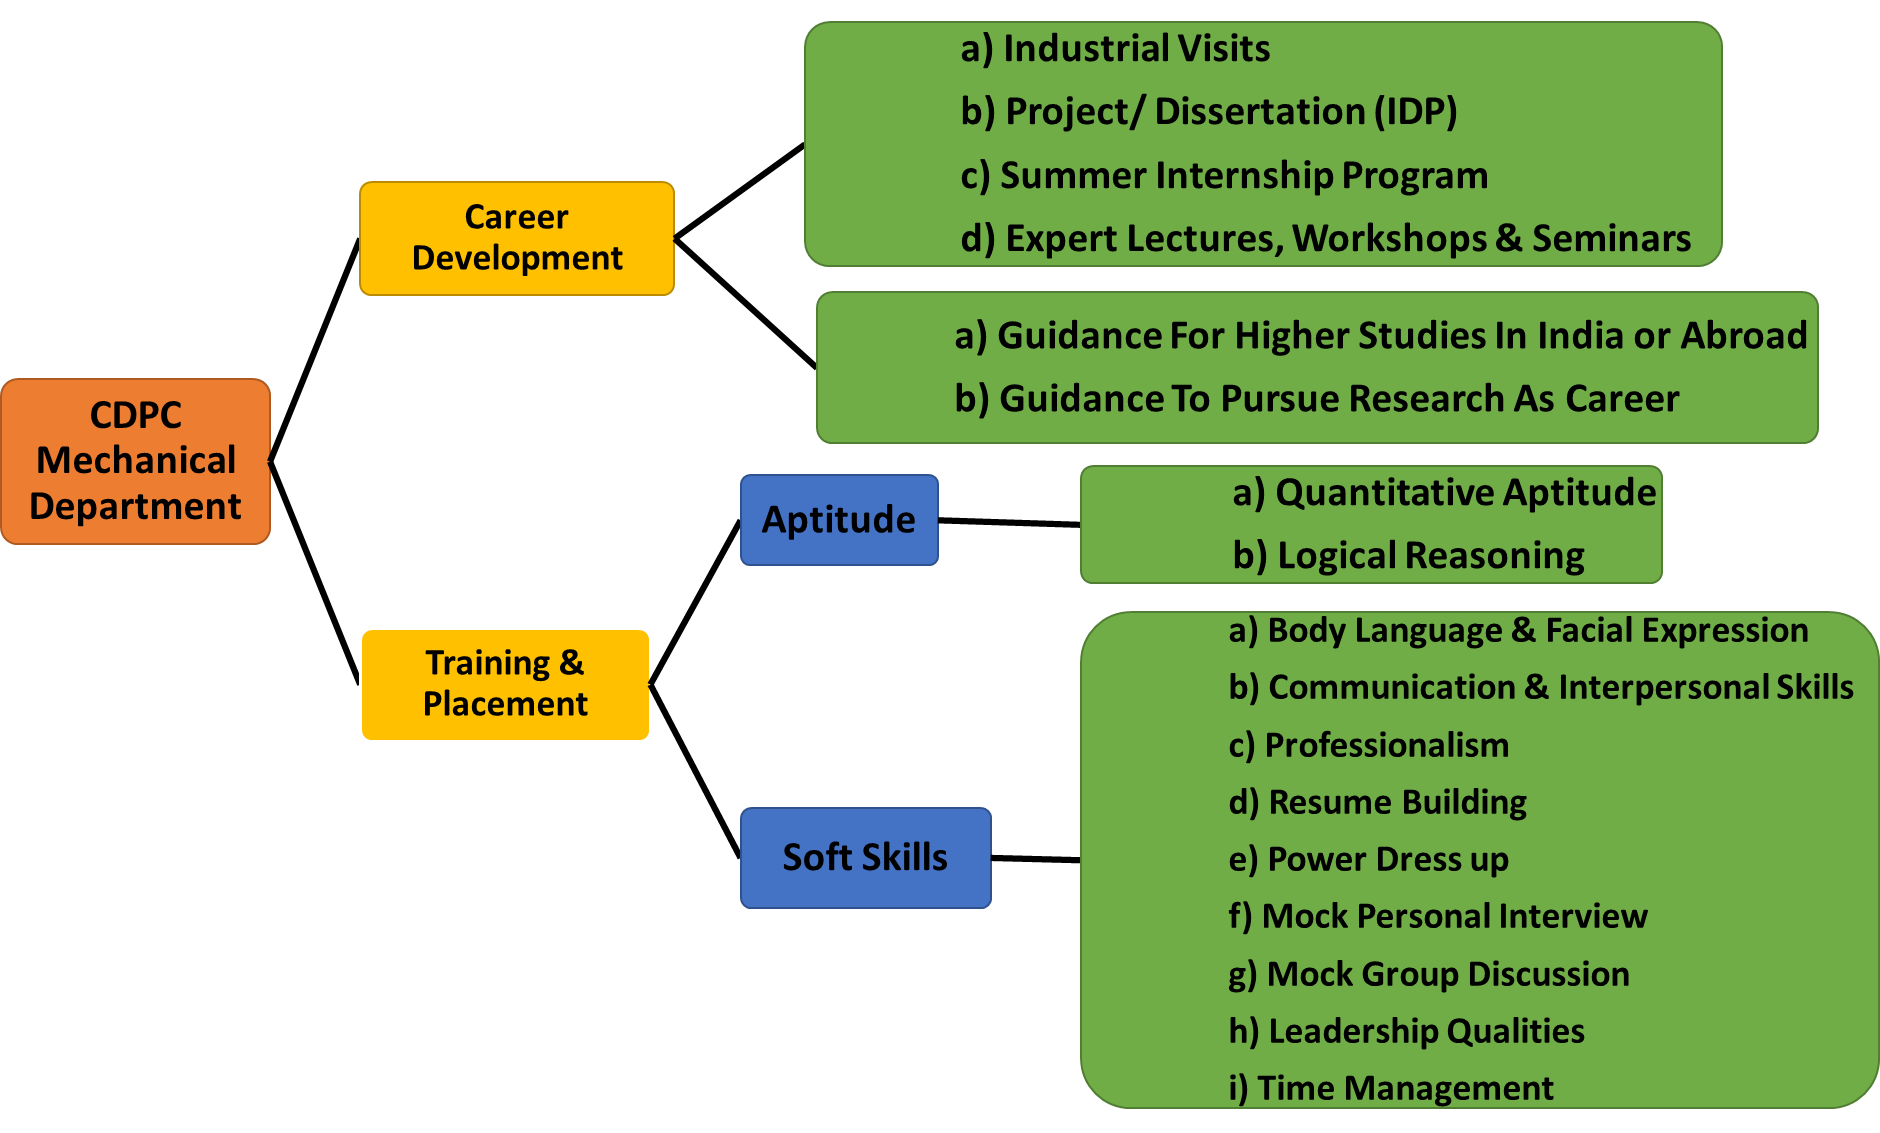 CDPC
Mechanical
Department
Career
Development
a) Industrial Visits
b) Project/ Dissertation (IDP)
c) Summer Internship Program
d) Expert Lectures, Workshops & Seminars
a) Guidance For Higher Studies In India or Abroad
b) Guidance To Pursue Research As Career
Training &
Placement
Aptitude
a) Quantitative Aptitude
b) Logical Reasoning
Soft Skills
a) Body Language & Facial Expression
b) Communication & Interpersonal Skills
c) Professionalism
d) Resume Building
e) Power Dress up
f) Mock Personal Interview
g) Mock Group Discussion
h) Leadership Qualities
i) Time Management